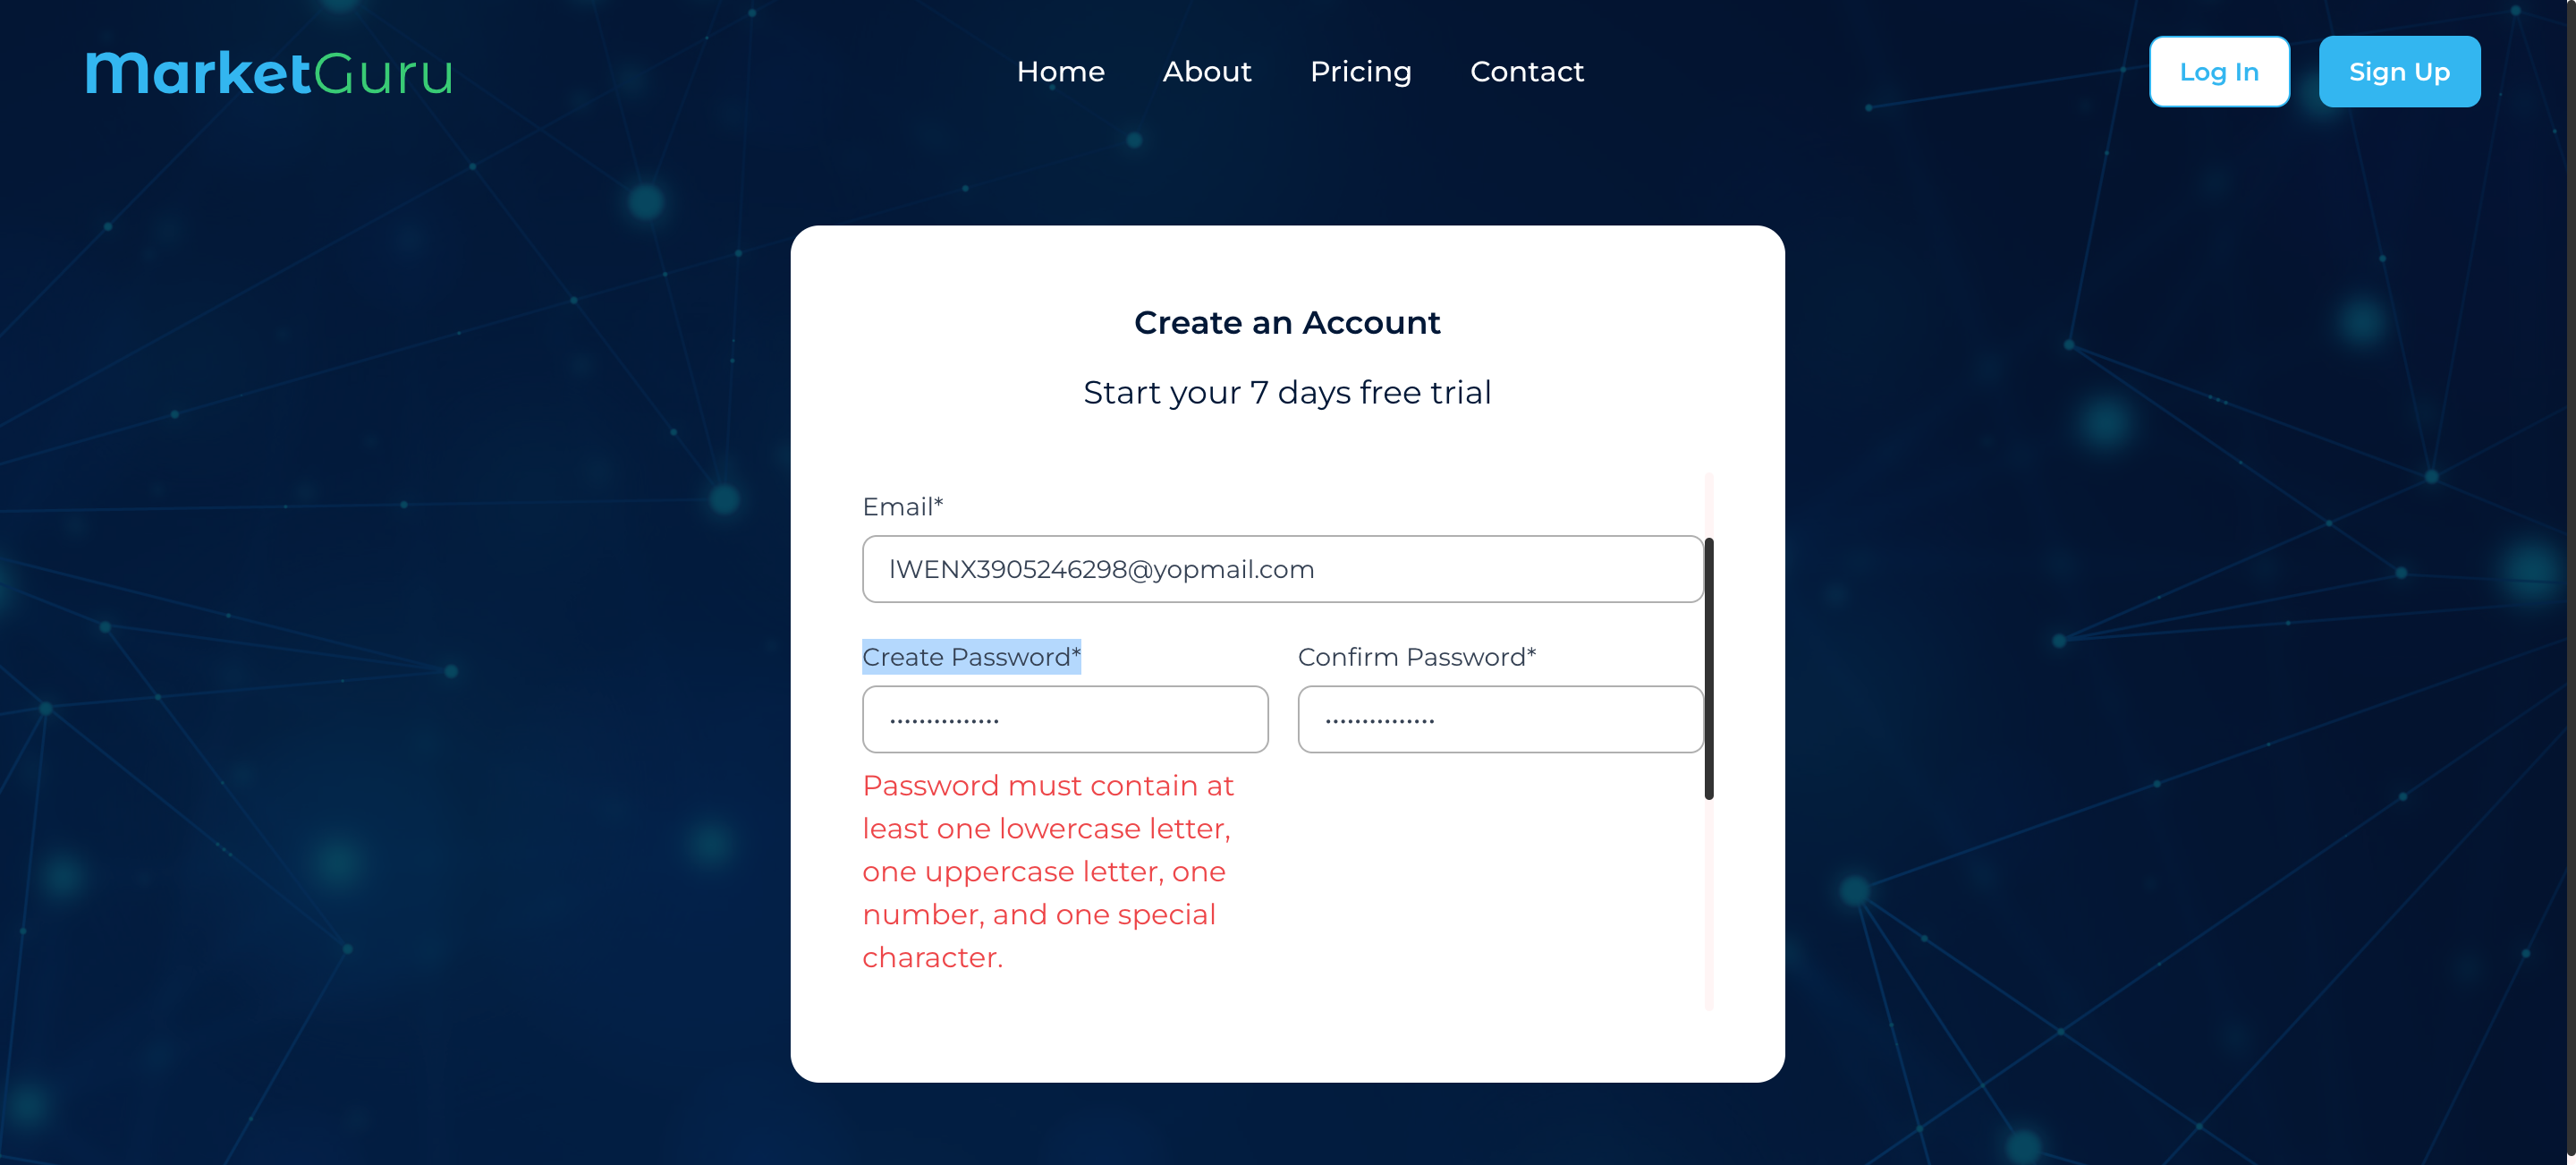 marketGuru
Home About Pricing Contact
Log In Sign Up
Create an Account
Start your 7 days free trial
Email*
lWENX3905246298@yopmail.com
Create Password* Confirm Password*
••••••••••••••• •••••••••••••••
Password must contain at
least one lowercase letter,
one uppercase letter, one
number, and one special
character.